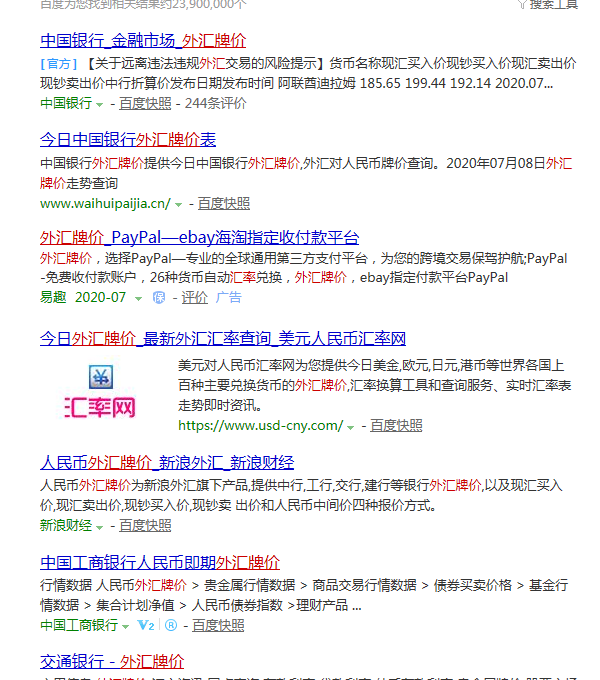 百度为您找到相关结果约23,900,000个
搜索工具
中国银行_金融市场_外汇牌价
[官方] 【关于远离违法违规外汇交易的风险提示】货币名称现汇买入价现钞买入价现汇卖出价
现钞卖出价中行折算价发布日期发布时间 阿联酋迪拉姆 185.65 199.44 192.14 2020.07...
中国银行 - 百度快照 - 244条评价
今日中国银行外汇牌价表
中国银行外汇牌价提供今日中国银行外汇牌价,外汇对人民币牌价查询。2020年07月08日外汇
牌价走势查询
www.waihuipaijia.cn/ - 百度快照
外汇牌价_PayPal—ebay海淘指定收付款平台
外汇牌价，选择PayPal—专业的全球通用第三方支付平台，为您的跨境交易保驾护航;PayPal
-免费收付款账户，26种货币自动汇率兑换，外汇牌价，ebay指定付款平台PayPal
易趣 2020-07 保 - 评价 广告
今日外汇牌价_最新外汇汇率查询_美元人民币汇率网
汇率网
美元对人民币汇率网为您提供今日美金,欧元,日元,港币等世界各国上
百种主要兑换货币的外汇牌价,汇率换算工具和查询服务、实时汇率表
走势即时资讯。
https://www.usd-cny.com/ - 百度快照
人民币外汇牌价_新浪外汇_新浪财经
人民币外汇牌价为新浪外汇旗下产品,提供中行,工行,交行,建行等银行外汇牌价,以及现汇买入
价,现汇卖出价,现钞买入价,现钞卖 出价和人民币中间价四种报价方式。
新浪财经 - 百度快照
中国工商银行人民币即期外汇牌价
行情数据 人民币外汇牌价 > 贵金属行情数据 > 商品交易行情数据 > 债券买卖价格 > 基金行
情数据 > 集合计划净值 > 人民币债券指数 >理财产品 ...
中国工商银行 V2 ® - 百度快照
交通银行 - 外汇牌价